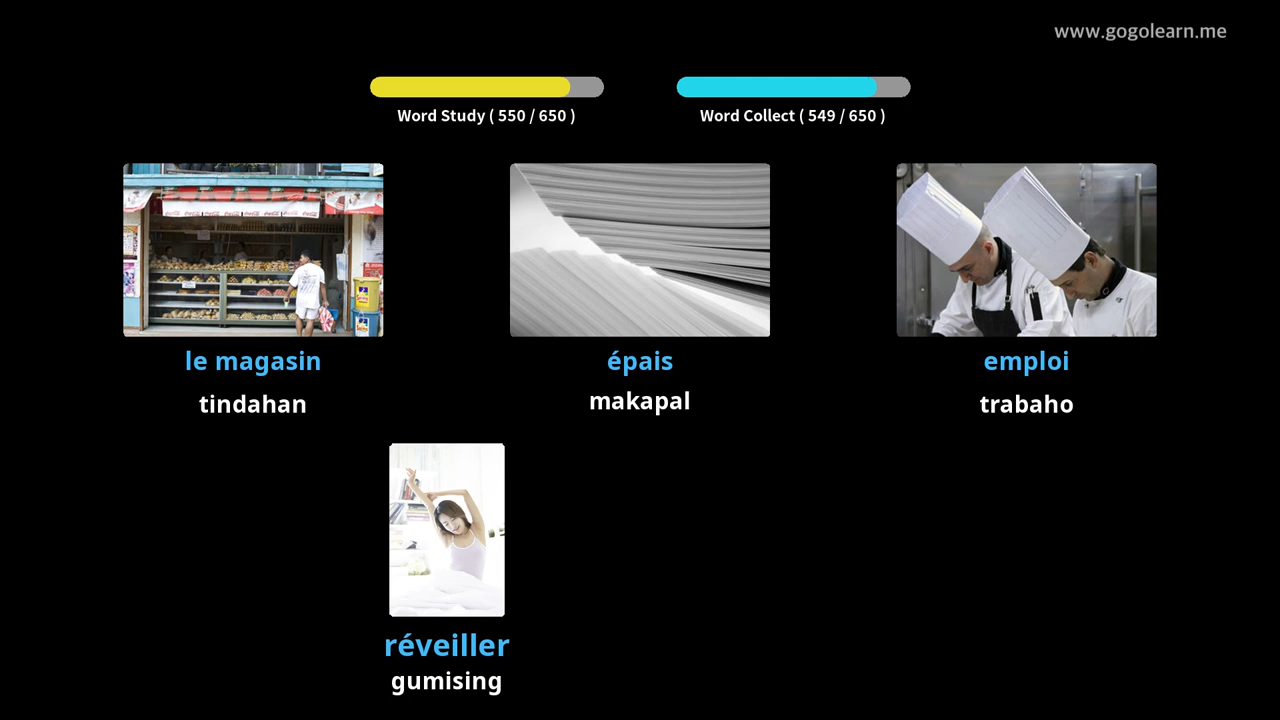 www.gogolearn.me
Word Study ( 550 / 650 )
Word Collect ( 549 / 650 )
le magasin
tindahan
épais
makapal
emploi
trabaho
réveiller
gumising